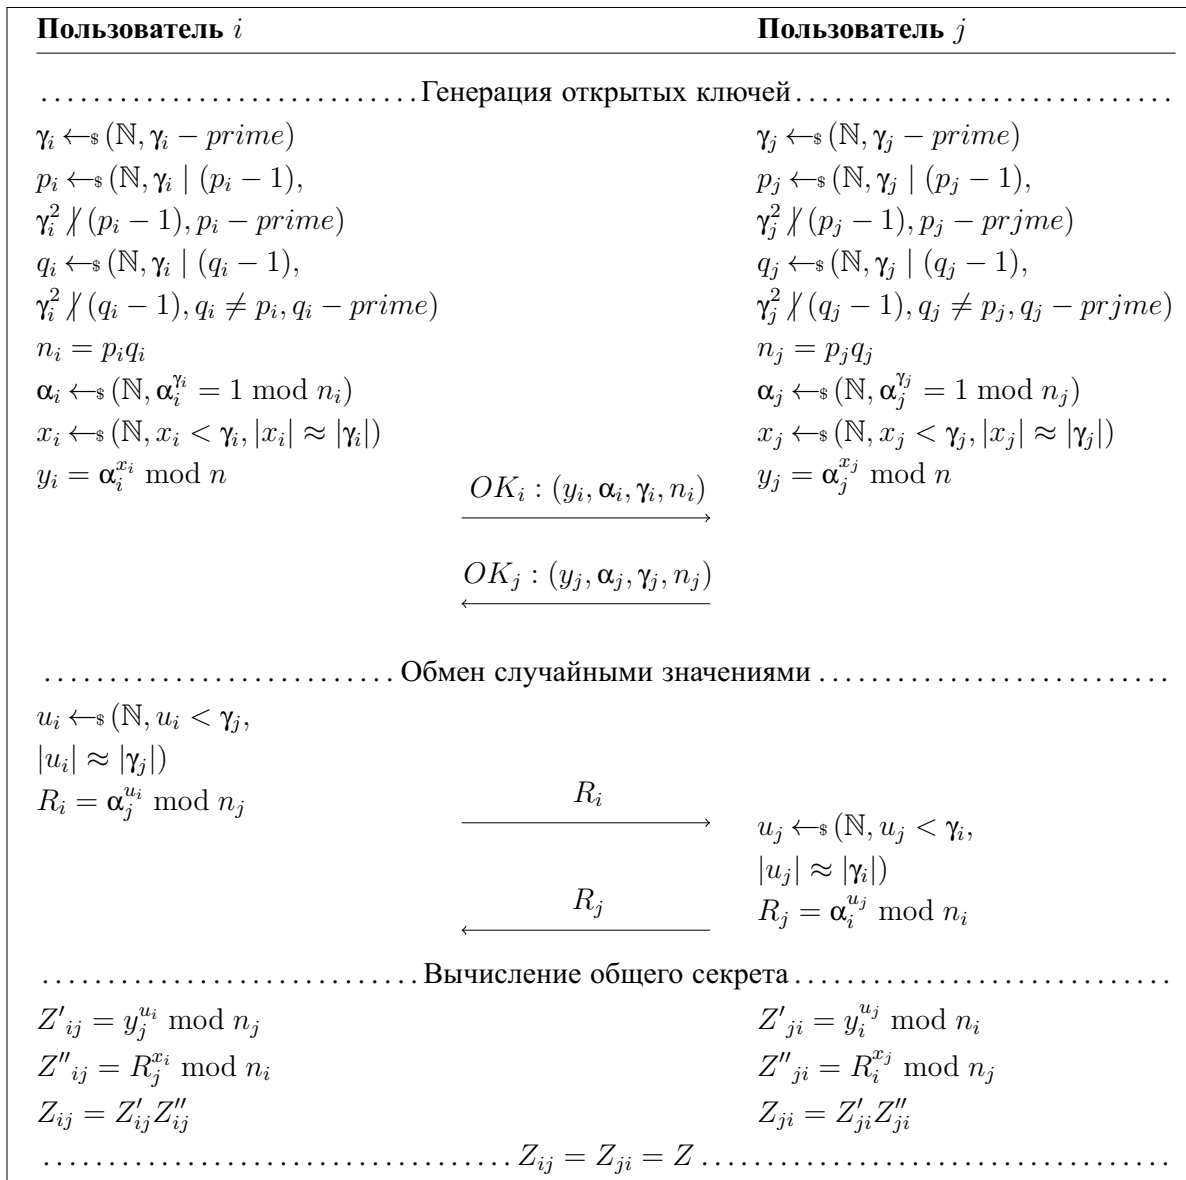 Пользователь i Пользователь j
Генерация открытых ключей
γ_i ←$ (ℕ, γ_i − prime) γ_j ←$ (ℕ, γ_j − prime)
p_i ←$ (ℕ, γ_i | (p_i − 1), p_j ←$ (ℕ, γ_j | (p_j − 1),
γ_i^2 ∤ (p_i − 1), p_i − prime) γ_j^2 ∤ (p_j − 1), p_j − prjme)
q_i ←$ (ℕ, γ_i | (q_i − 1), q_j ←$ (ℕ, γ_j | (q_j − 1),
γ_i^2 ∤ (q_i − 1), q_i ≠ p_i, q_i − prime) γ_j^2 ∤ (q_j − 1), q_j ≠ p_j, q_j − prjme)
n_i = p_i q_i n_j = p_j q_j
α_i ←$ (ℕ, α_i^{γ_i} = 1 mod n_i) α_j ←$ (ℕ, α_j^{γ_j} = 1 mod n_j)
x_i ←$ (ℕ, x_i < γ_i, |x_i| ≈ |γ_i|) x_j ←$ (ℕ, x_j < γ_j, |x_j| ≈ |γ_j|)
y_i = α_i^{x_i} mod n y_j = α_j^{x_j} mod n
OK_i : (y_i, α_i, γ_i, n_i)
OK_j : (y_j, α_j, γ_j, n_j)
Обмен случайными значениями
u_i ←$ (ℕ, u_i < γ_j,
|u_i| ≈ |γ_j|)
R_i = α_j^{u_i} mod n_j
R_i
u_j ←$ (ℕ, u_j < γ_i,
|u_j| ≈ |γ_i|)
R_j
R_j = α_i^{u_j} mod n_i
Вычисление общего секрета
Z'_{ij} = y_j^{u_i} mod n_j Z'_{ji} = y_i^{u_j} mod n_i
Z''_{ij} = R_j^{x_i} mod n_i Z''_{ji} = R_i^{x_j} mod n_j
Z_{ij} = Z'_{ij} Z''_{ij} Z_{ji} = Z'_{ji} Z''_{ji}
Z_{ij} = Z_{ji} = Z